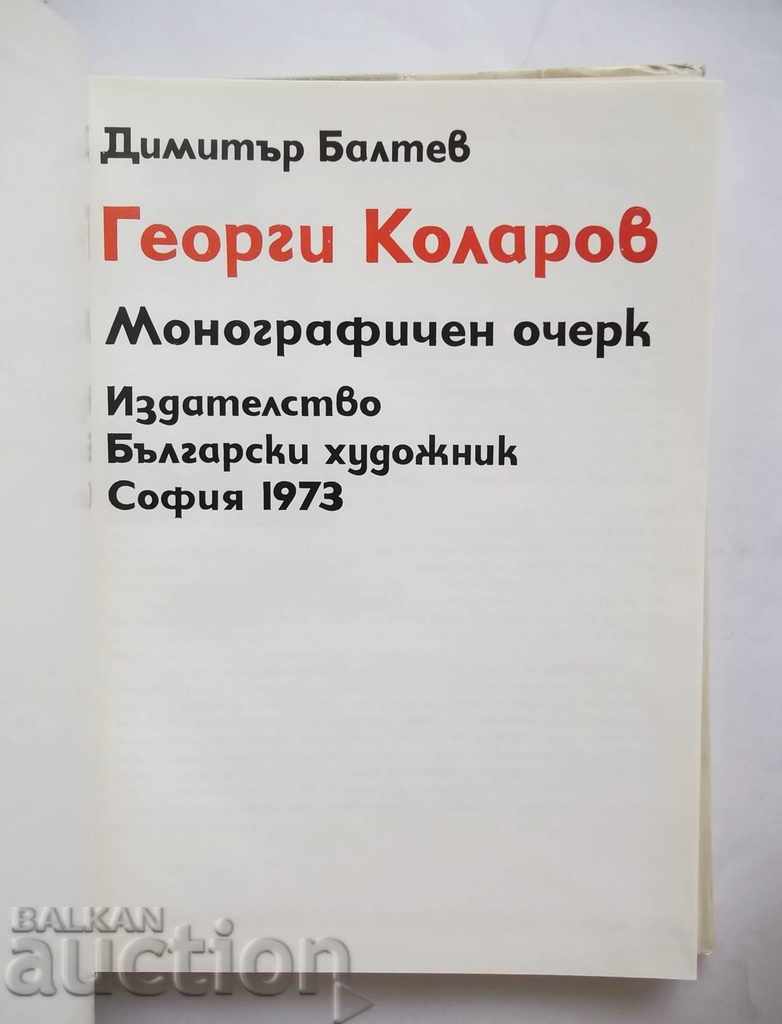 Димитър Балтев
Георги Коларов
Монографичен очерк
Издателство
Български художник
София 1973
BALKAN
auction